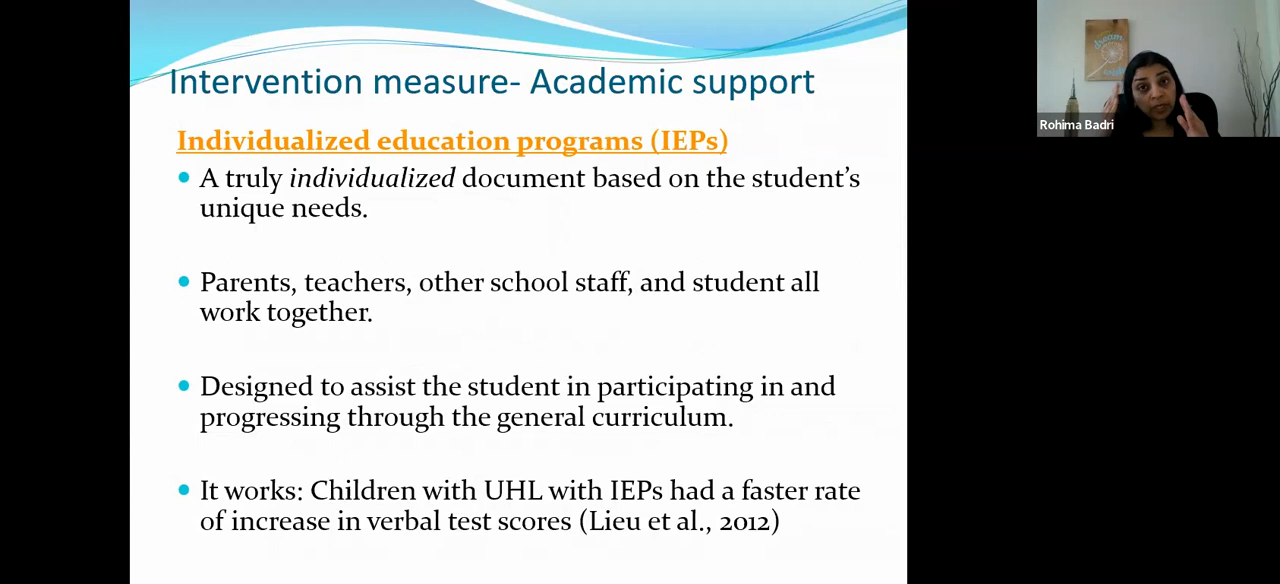 Intervention measure- Academic support
Individualized education programs (IEPs)
• A truly individualized document based on the student’s
unique needs.
• Parents, teachers, other school staff, and student all
work together.
• Designed to assist the student in participating in and
progressing through the general curriculum.
• It works: Children with UHL with IEPs had a faster rate
of increase in verbal test scores (Lieu et al., 2012)
dream
Rohima Badri